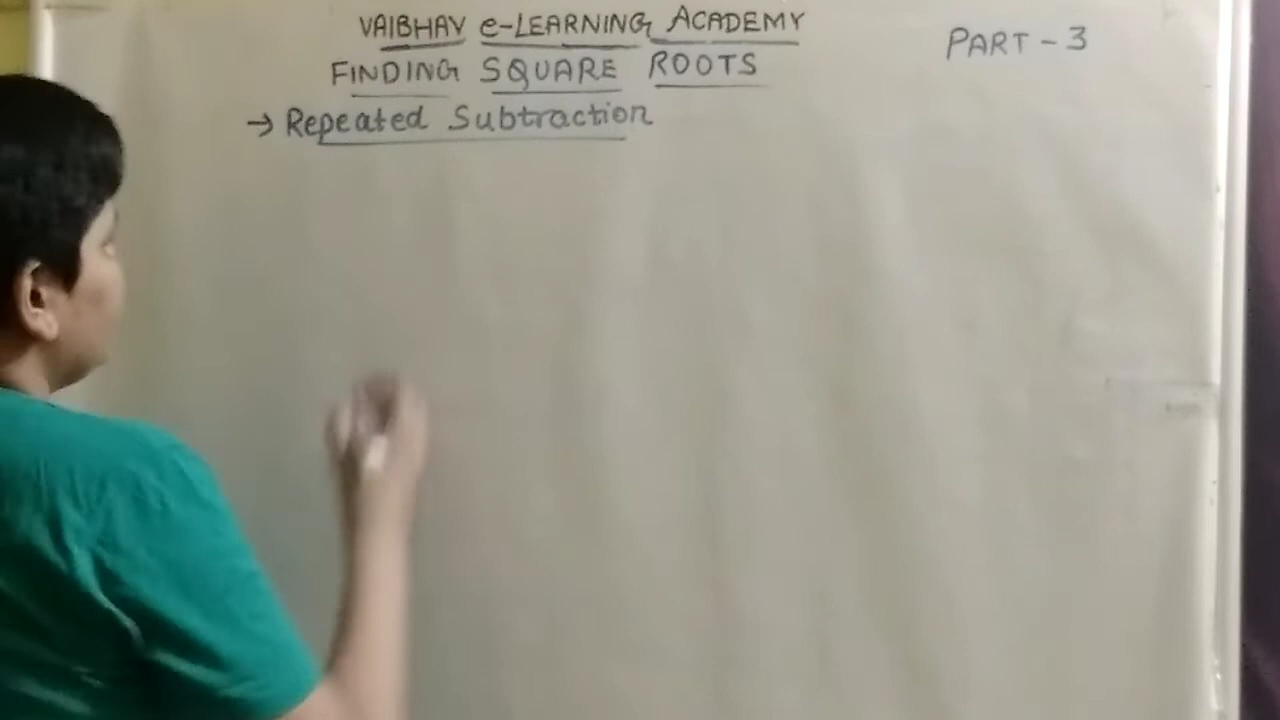 VAIBHAV e-LEARNING ACADEMY
PART - 3
FINDING SQUARE ROOTS
→ Repeated Subtraction